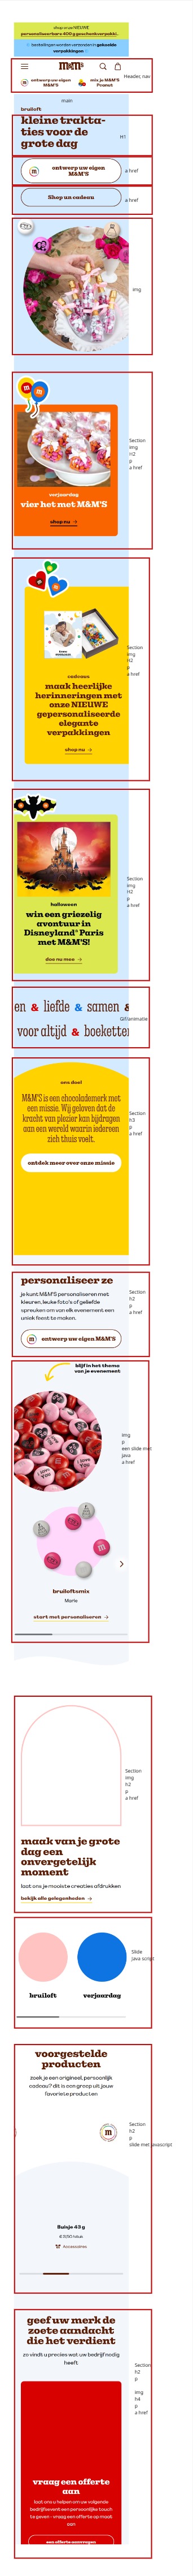 shop onze NIEUWE
personaliseerbare 400 g geschenkverpakki..
bestellingen worden verzonden in gekoelde
verpakkingen
m&m's
ontwerp uw eigen
M&M'S
mix je M&M'S
Peanut
Header, nav
main
bruiloft
kleine trakta-
ties voor de
grote dag
H1
ontwerp uw eigen
M&M'S
a href
Shop un cadeau
a href
img
Section
img
H2
p
a href
verjaardag
vier het met M&M'S
shop nu
Section
img
H2
p
a href
cadeaus
maak heerlijke
herinneringen met
onze NIEUWE
gepersonaliseerde
elegante
verpakkingen
shop nu
Section
img
H2
p
a href
halloween
win een griezelig
avontuur in
Disneyland® Paris
met M&M'S!
doe nu mee
en & liefde & samen &
Gif/animatie
voor altijd & boeketten
ons doel
Section
h3
p
a href
M&M'S is een chocolademerk met
een missie. Wij geloven dat de
kracht van plezier kan bijdragen
aan een wereld waarin iedereen
zich thuis voelt.
ontdek meer over onze missie
personaliseer ze
Section
h2
p
a href
je kunt M&M'S personaliseren met
kleuren, leuke foto's of geliefde
spreuken om van elk evenement een
uniek feest te maken.
ontwerp uw eigen M&M'S
blijf in het thema
van je evenement
img
p
een slide met
java
a href
I love
you
bruiloftsmix
Marie
start met personaliseren
Section
img
h2
p
a href
maak van je grote
dag een
onvergetelijk
moment
laat ons je mooiste creaties afdrukken
bekijk alle gelegenheden
Slide
java script
bruiloft
verjaardag
voorgestelde
producten
zoek je een origineel, persoonlijk
cadeau? dit is een greep uit jouw
favoriete producten
Section
h2
p
slide met javascript
Buisje 45 g
Accessoires
geef uw merk de
zoete aandacht
die het verdient
zo vindt u precies wat uw bedrijf nodig
heeft
Section
h2
p
img
h4
p
a href
vraag een offerte
aan
laat ons u helpen om uw volgende
bedrijfsevent een persoonlijke touch
te geven - vraag een offerte op maat
aan
een offerte aanvragen